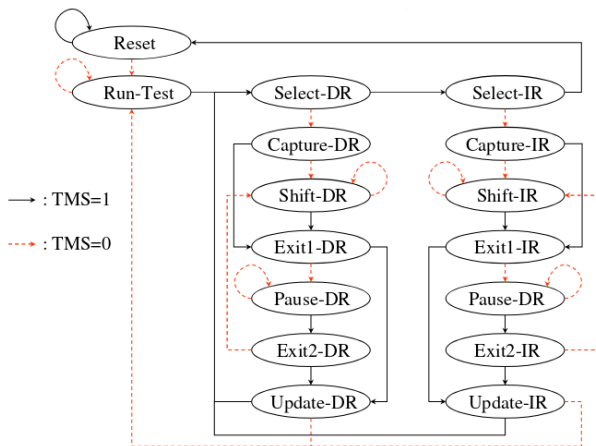 Reset
Run-Test
Select-DR
Select-IR
Capture-DR
Capture-IR
Shift-DR
Shift-IR
: TMS=1
: TMS=0
Exit1-DR
Exit1-IR
Pause-DR
Pause-DR
Exit2-DR
Exit2-IR
Update-DR
Update-IR